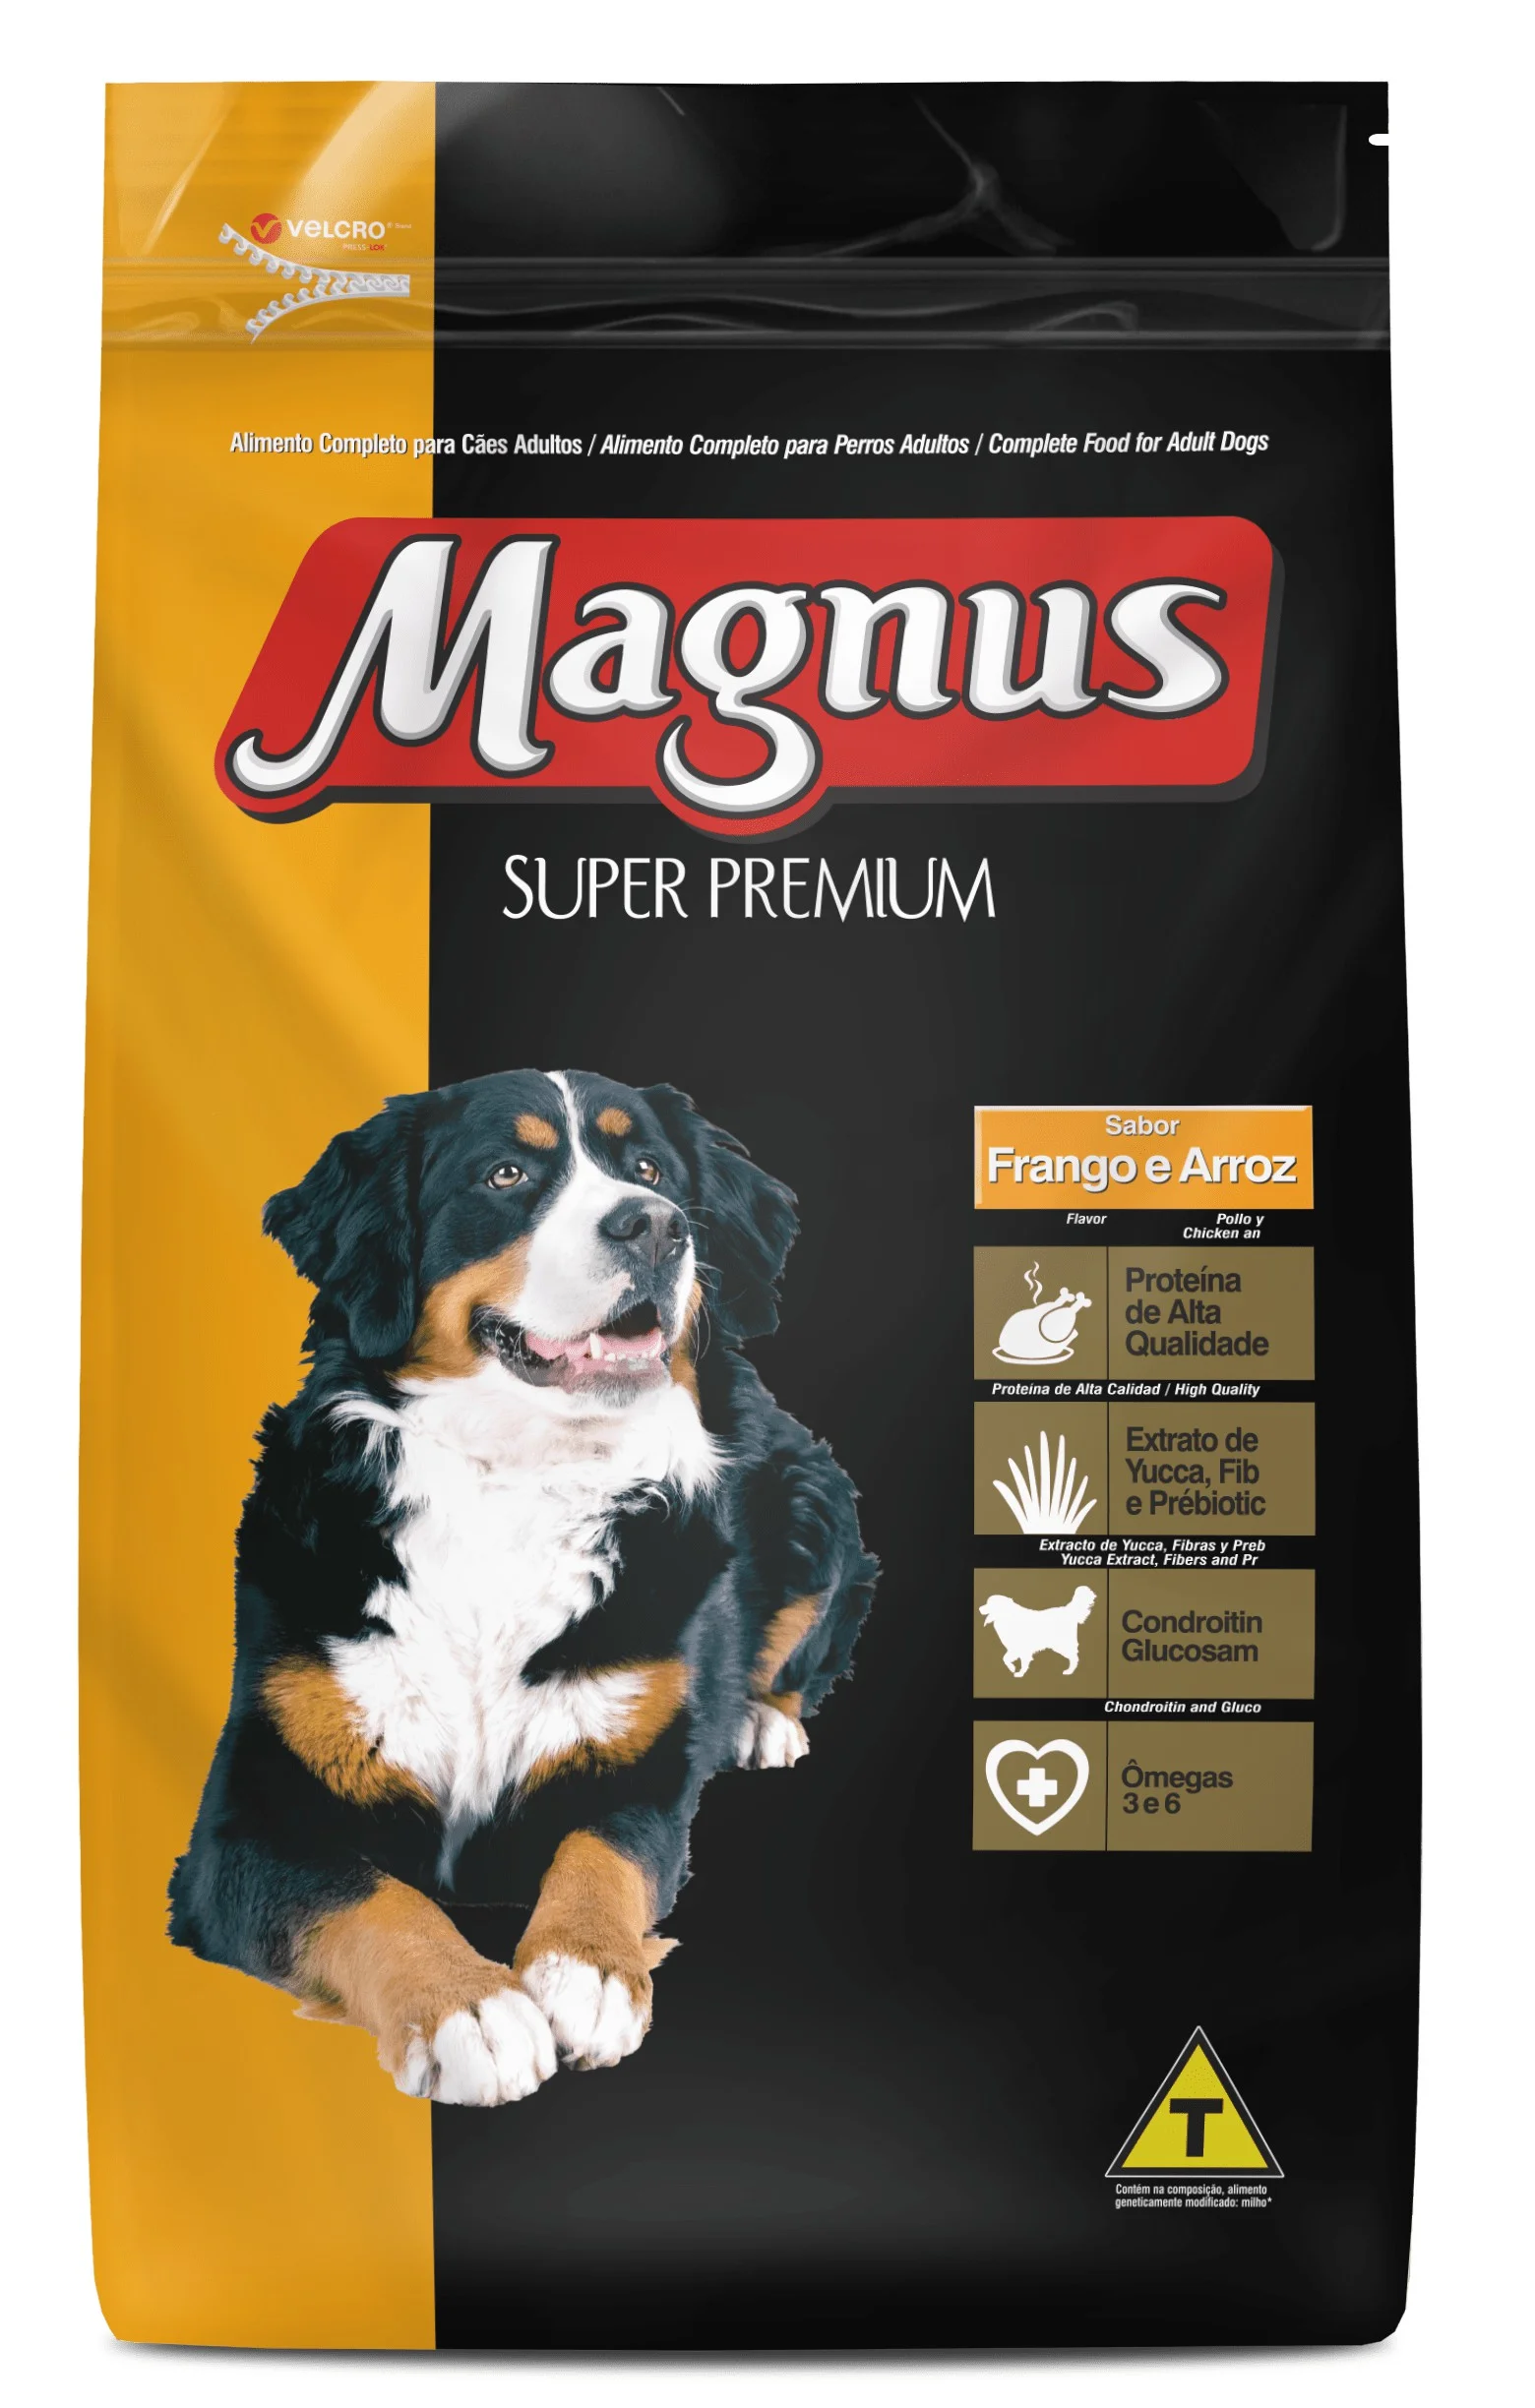 VELCRO® Brand
PRESS-LOK
Alimento Completo para Cães Adultos / Alimento Completo para Perros Adultos / Complete Food for Adult Dogs
Magnus
SUPER PREMIUM
Sabor
Frango e Arroz
Flavor Pollo y
Chicken an
Proteína
de Alta
Qualidade
Proteína de Alta Calidad / High Quality
Extrato de
Yucca, Fib
e Prébiotic
Extracto de Yucca, Fibras y Preb
Yucca Extract, Fibers and Pr
Condroitin
Glucosam
Chondroitin and Gluco
Ômegas
3 e 6
T
Contém na composição, alimento
geneticamente modificado: milho*